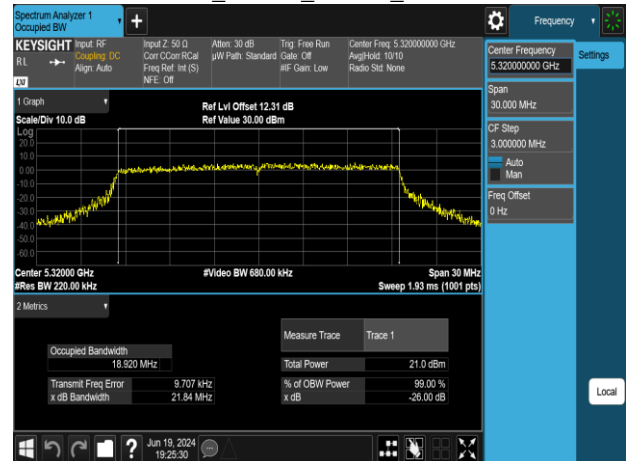 Spectrum Analyzer 1
Occupied BW
Frequency
KEYSIGHT
R L
LXI
Input: RF
Coupling: DC
Align: Auto
Input Z: 50 Ω
Corr CCorr RCal
Freq Ref: Int (S)
NFE: Off
Atten: 30 dB
µW Path: Standard
Trig: Free Run
Gate: Off
#IF Gain: Low
Center Freq: 5.320000000 GHz
Avg|Hold: 10/10
Radio Std: None
Center Frequency
5.320000000 GHz
Settings
Span
30.000 MHz
CF Step
3.000000 MHz
Auto
Man
Freq Offset
0 Hz
Local
1 Graph
Scale/Div 10.0 dB
Ref Lvl Offset 12.31 dB
Ref Value 30.00 dBm
Log
20.0
10.0
0.00
-10.0
-20.0
-30.0
-40.0
-50.0
-60.0
Center 5.32000 GHz
#Video BW 680.00 kHz
Span 30 MHz
#Res BW 220.00 kHz
Sweep 1.93 ms (1001 pts)
2 Metrics
Measure Trace Trace 1
Occupied Bandwidth
18.920 MHz
Total Power 21.0 dBm
Transmit Freq Error 9.707 kHz
% of OBW Power 99.00 %
x dB Bandwidth 21.84 MHz
x dB -26.00 dB
Jun 19, 2024
19:25:30